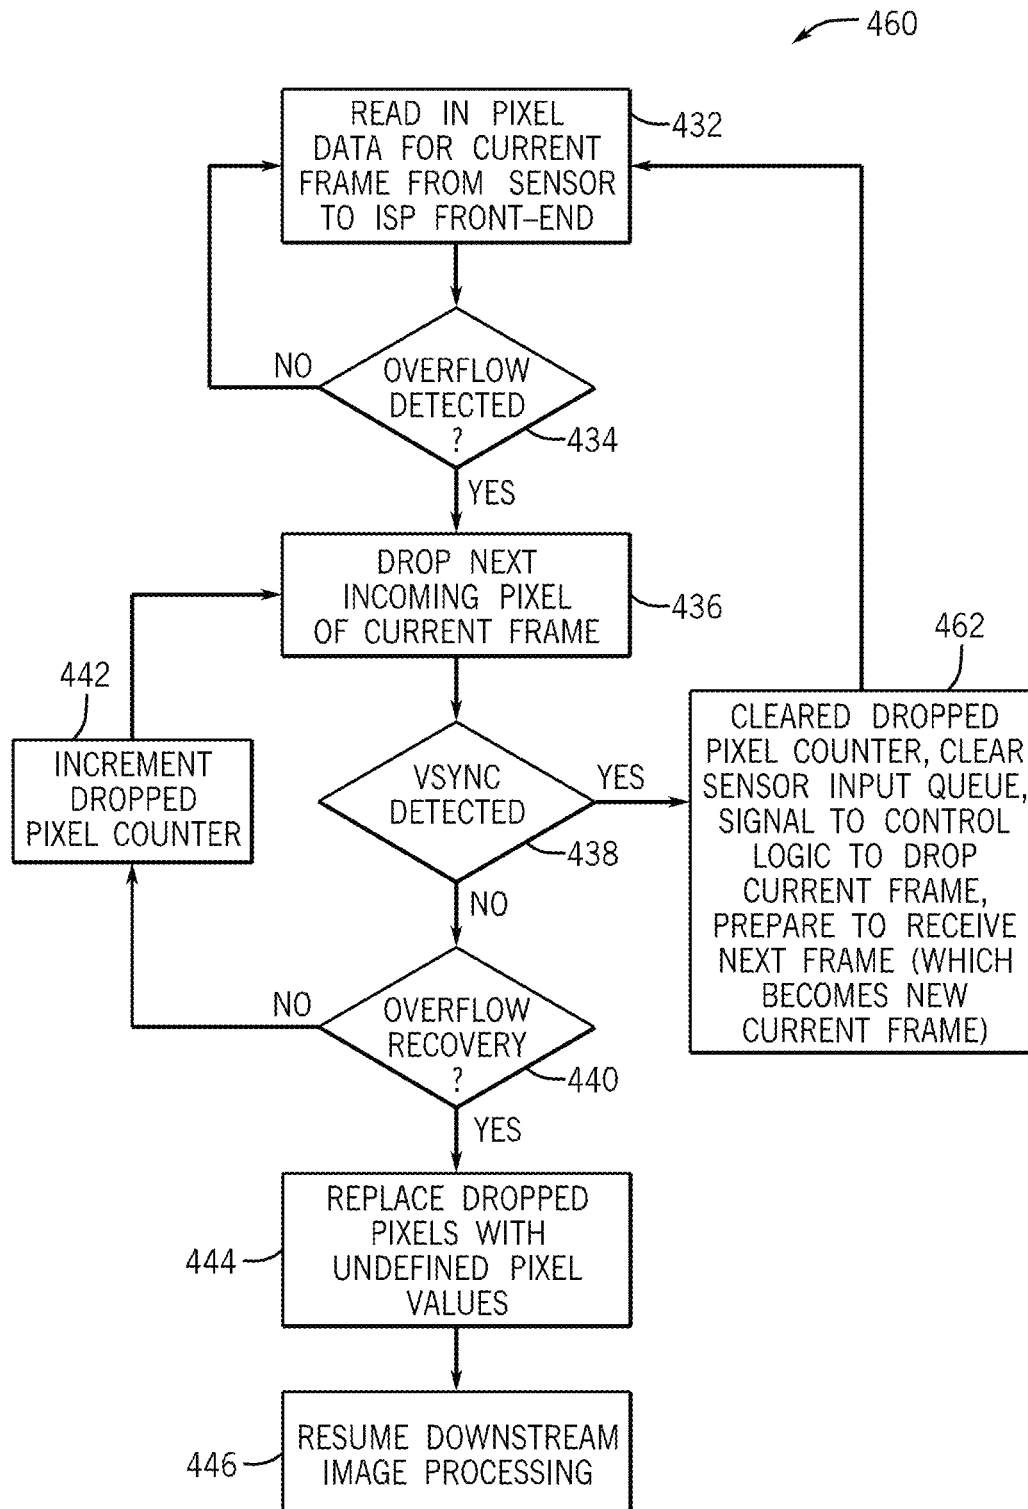 460
READ IN PIXEL
DATA FOR CURRENT
FRAME FROM SENSOR
TO ISP FRONT–END
432
NO
OVERFLOW
DETECTED
?
434
YES
DROP NEXT
INCOMING PIXEL
OF CURRENT FRAME
436
442
INCREMENT
DROPPED
PIXEL COUNTER
VSYNC
DETECTED
438
YES
462
CLEARED DROPPED
PIXEL COUNTER, CLEAR
SENSOR INPUT QUEUE,
SIGNAL TO CONTROL
LOGIC TO DROP
CURRENT FRAME,
PREPARE TO RECEIVE
NEXT FRAME (WHICH
BECOMES NEW
CURRENT FRAME)
NO
NO
OVERFLOW
RECOVERY
?
440
YES
REPLACE DROPPED
PIXELS WITH
UNDEFINED PIXEL
VALUES
444
RESUME DOWNSTREAM
IMAGE PROCESSING
446